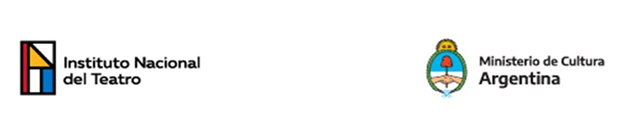 Instituto Nacional
del Teatro
Ministerio de Cultura
Argentina